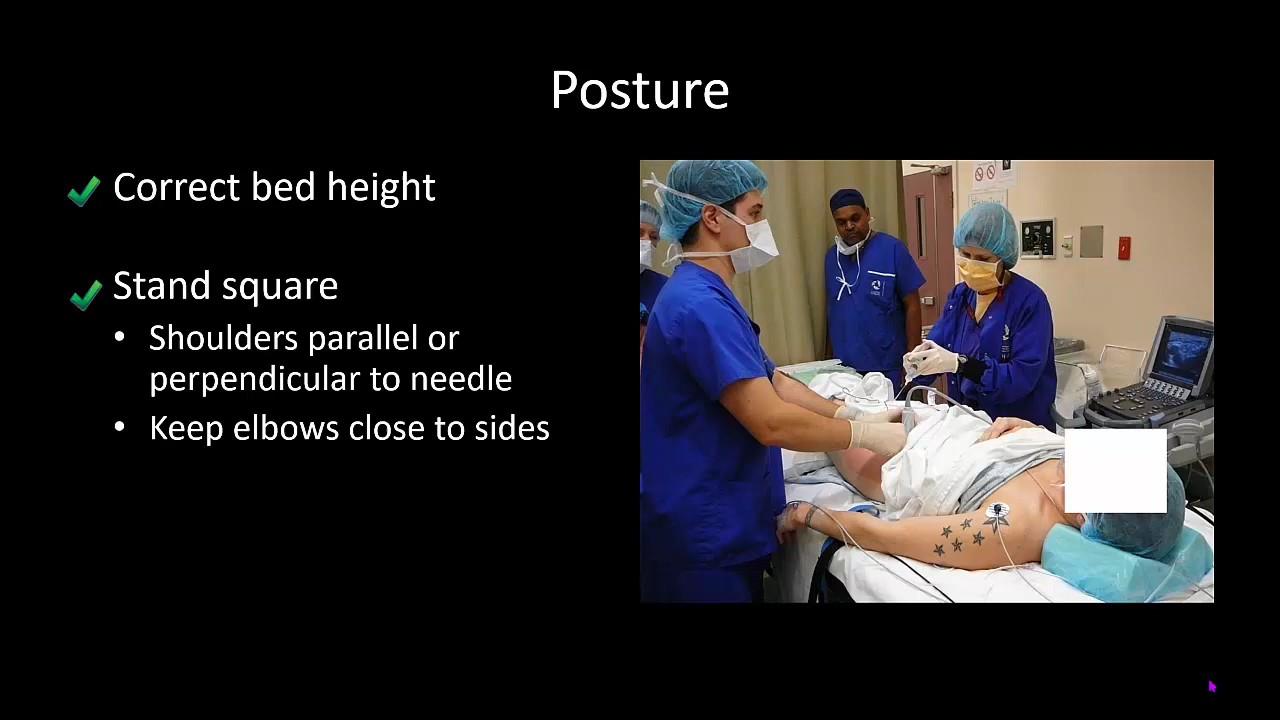 Posture
Correct bed height
Stand square
• Shoulders parallel or
perpendicular to needle
• Keep elbows close to sides